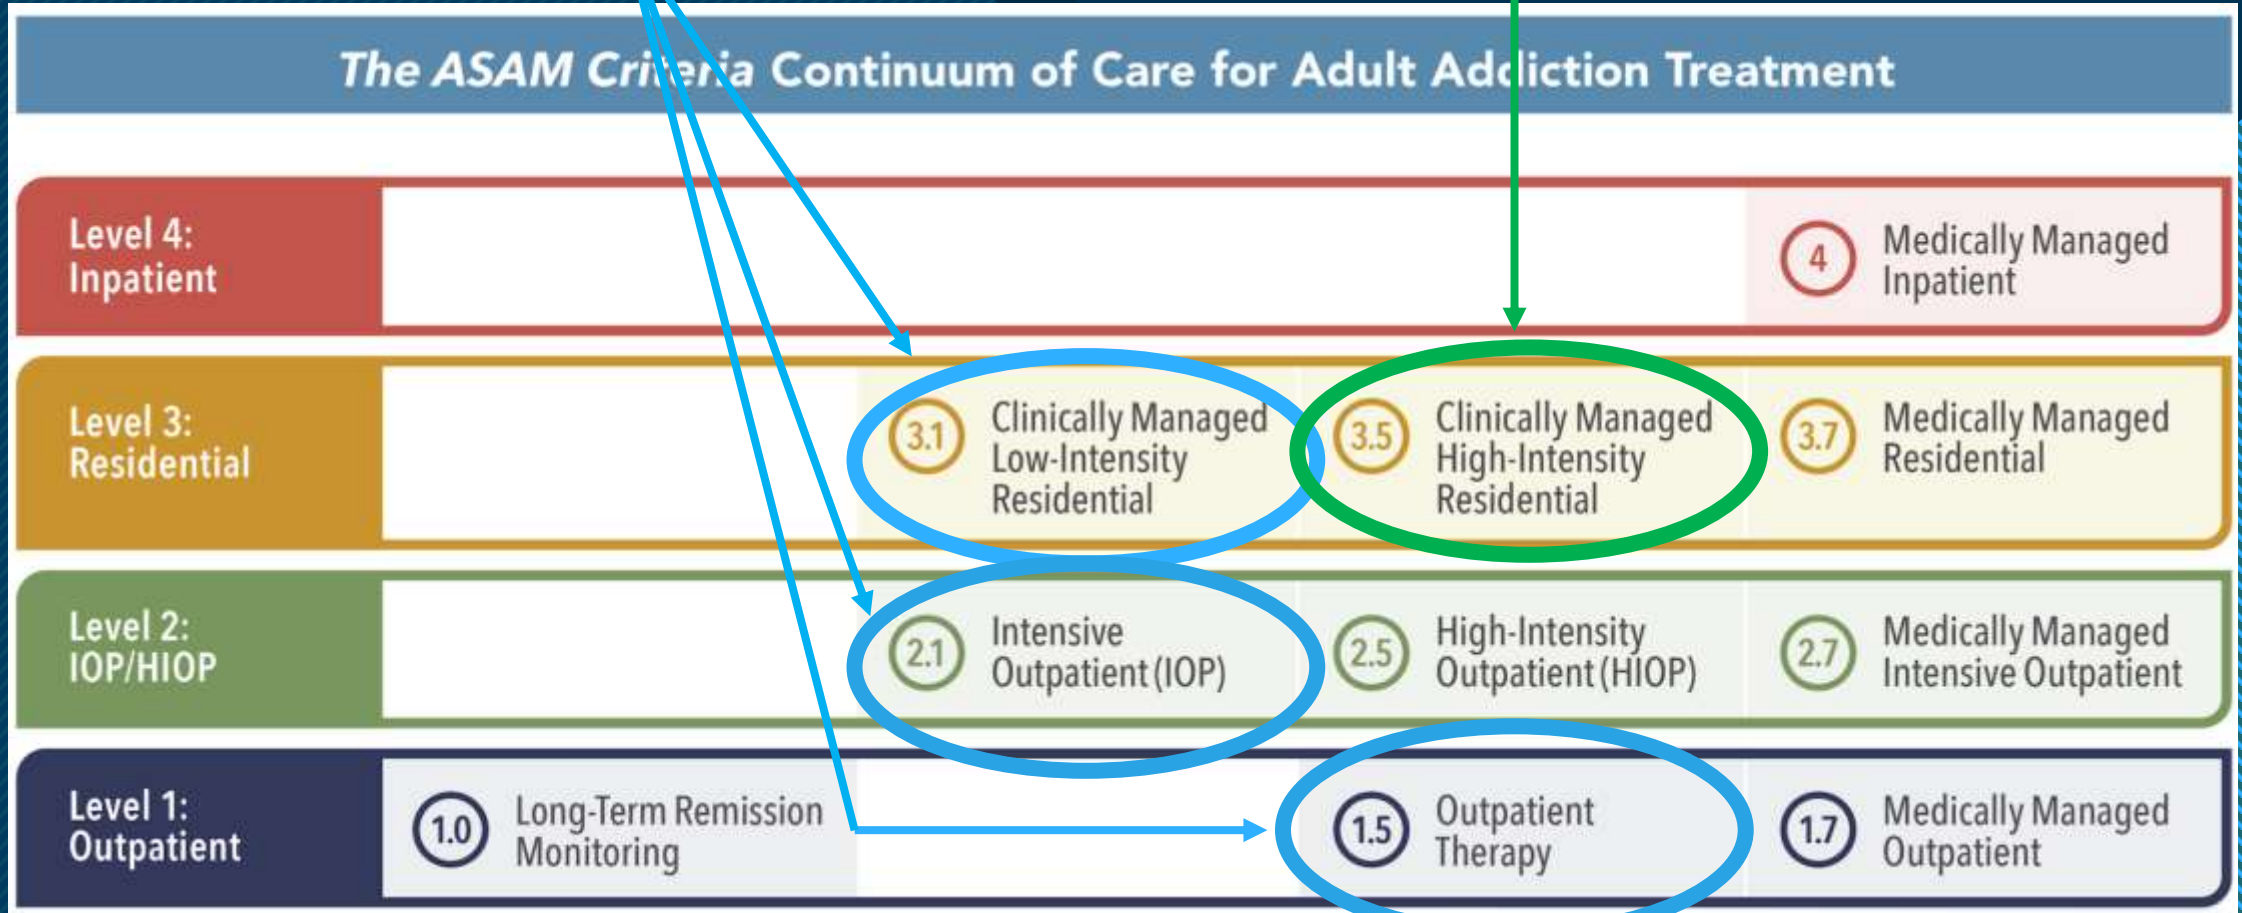 The ASAM Criteria Continuum of Care for Adult Addiction Treatment
Level 4:
Inpatient
4
Medically Managed
Inpatient
Level 3:
Residential
3.1
Clinically Managed
Low-Intensity
Residential
3.5
Clinically Managed
High-Intensity
Residential
3.7
Medically Managed
Residential
Level 2:
IOP/HIOP
2.1
Intensive
Outpatient (IOP)
2.5
High-Intensity
Outpatient (HIOP)
2.7
Medically Managed
Intensive Outpatient
Level 1:
Outpatient
1.0
Long-Term Remission
Monitoring
1.5
Outpatient
Therapy
1.7
Medically Managed
Outpatient